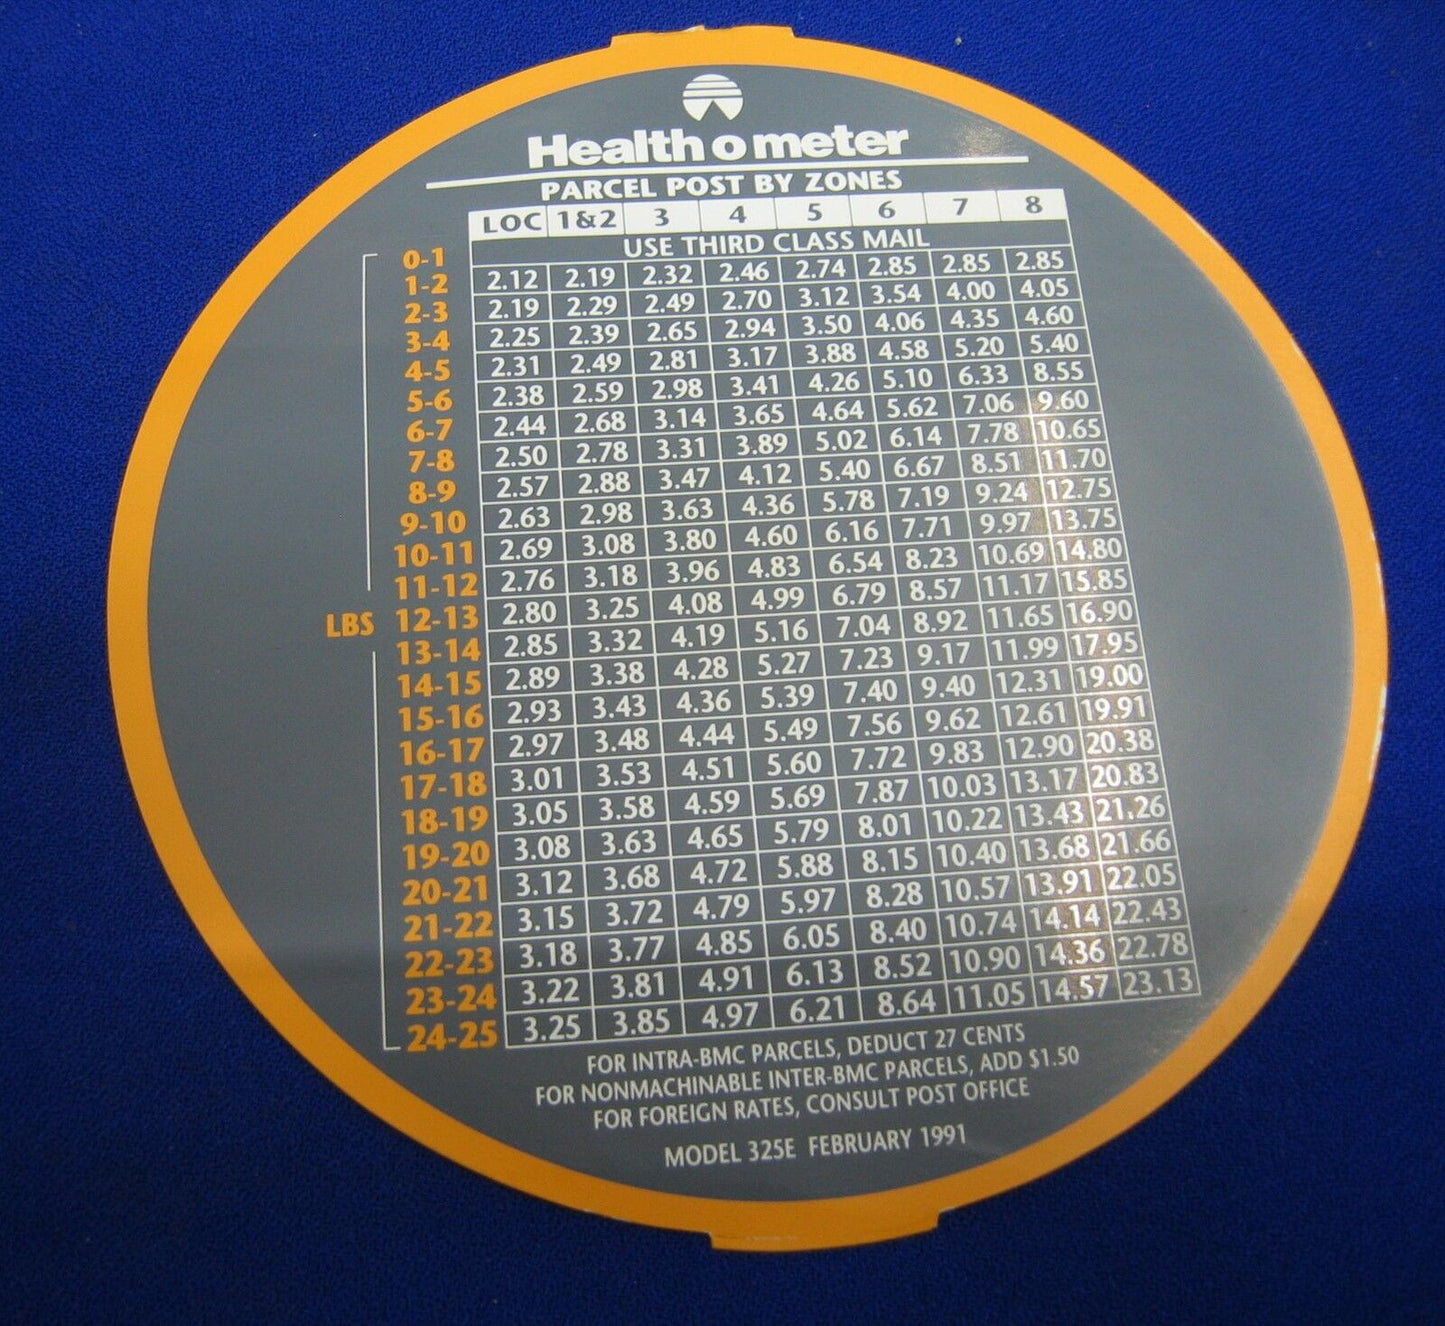 Health o meter
PARCEL POST BY ZONES
LOC 1&2 3 4 5 6 7 8
0-1 USE THIRD CLASS MAIL
1-2 2.12 2.19 2.32 2.46 2.74 2.85 2.85 2.85
2-3 2.19 2.29 2.49 2.70 3.12 3.54 4.00 4.05
3-4 2.25 2.39 2.65 2.94 3.50 4.06 4.35 4.60
4-5 2.31 2.49 2.81 3.17 3.88 4.58 5.20 5.40
5-6 2.38 2.59 2.98 3.41 4.26 5.10 6.33 8.55
6-7 2.44 2.68 3.14 3.65 4.64 5.62 7.06 9.60
7-8 2.50 2.78 3.31 3.89 5.02 6.14 7.78 10.65
8-9 2.57 2.88 3.47 4.12 5.40 6.67 8.51 11.70
9-10 2.63 2.98 3.63 4.36 5.78 7.19 9.24 12.75
10-11 2.69 3.08 3.80 4.60 6.16 7.71 9.97 13.75
11-12 2.76 3.18 3.96 4.83 6.54 8.23 10.69 14.80
LBS 12-13 2.80 3.25 4.08 4.99 6.79 8.57 11.17 15.85
13-14 2.85 3.32 4.19 5.16 7.04 8.92 11.65 16.90
14-15 2.89 3.38 4.28 5.27 7.23 9.17 11.99 17.95
15-16 2.93 3.43 4.36 5.39 7.40 9.40 12.31 19.00
16-17 2.97 3.48 4.44 5.49 7.56 9.62 12.61 19.91
17-18 3.01 3.53 4.51 5.60 7.72 9.83 12.90 20.38
18-19 3.05 3.58 4.59 5.69 7.87 10.03 13.17 20.83
19-20 3.08 3.63 4.65 5.79 8.01 10.22 13.43 21.26
20-21 3.12 3.68 4.72 5.88 8.15 10.40 13.68 21.66
21-22 3.15 3.72 4.79 5.97 8.28 10.57 13.91 22.05
22-23 3.18 3.77 4.85 6.05 8.40 10.74 14.14 22.43
23-24 3.22 3.81 4.91 6.13 8.52 10.90 14.36 22.78
24-25 3.25 3.85 4.97 6.21 8.64 11.05 14.57 23.13
FOR INTRA-BMC PARCELS, DEDUCT 27 CENTS
FOR NONMACHINABLE INTER-BMC PARCELS, ADD $1.50
FOR FOREIGN RATES, CONSULT POST OFFICE
MODEL 325E FEBRUARY 1991